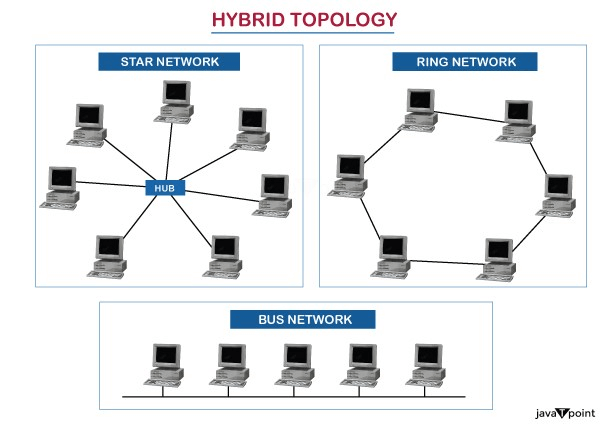 HYBRID TOPOLOGY
STAR NETWORK
RING NETWORK
HUB
BUS NETWORK
javaTpoint